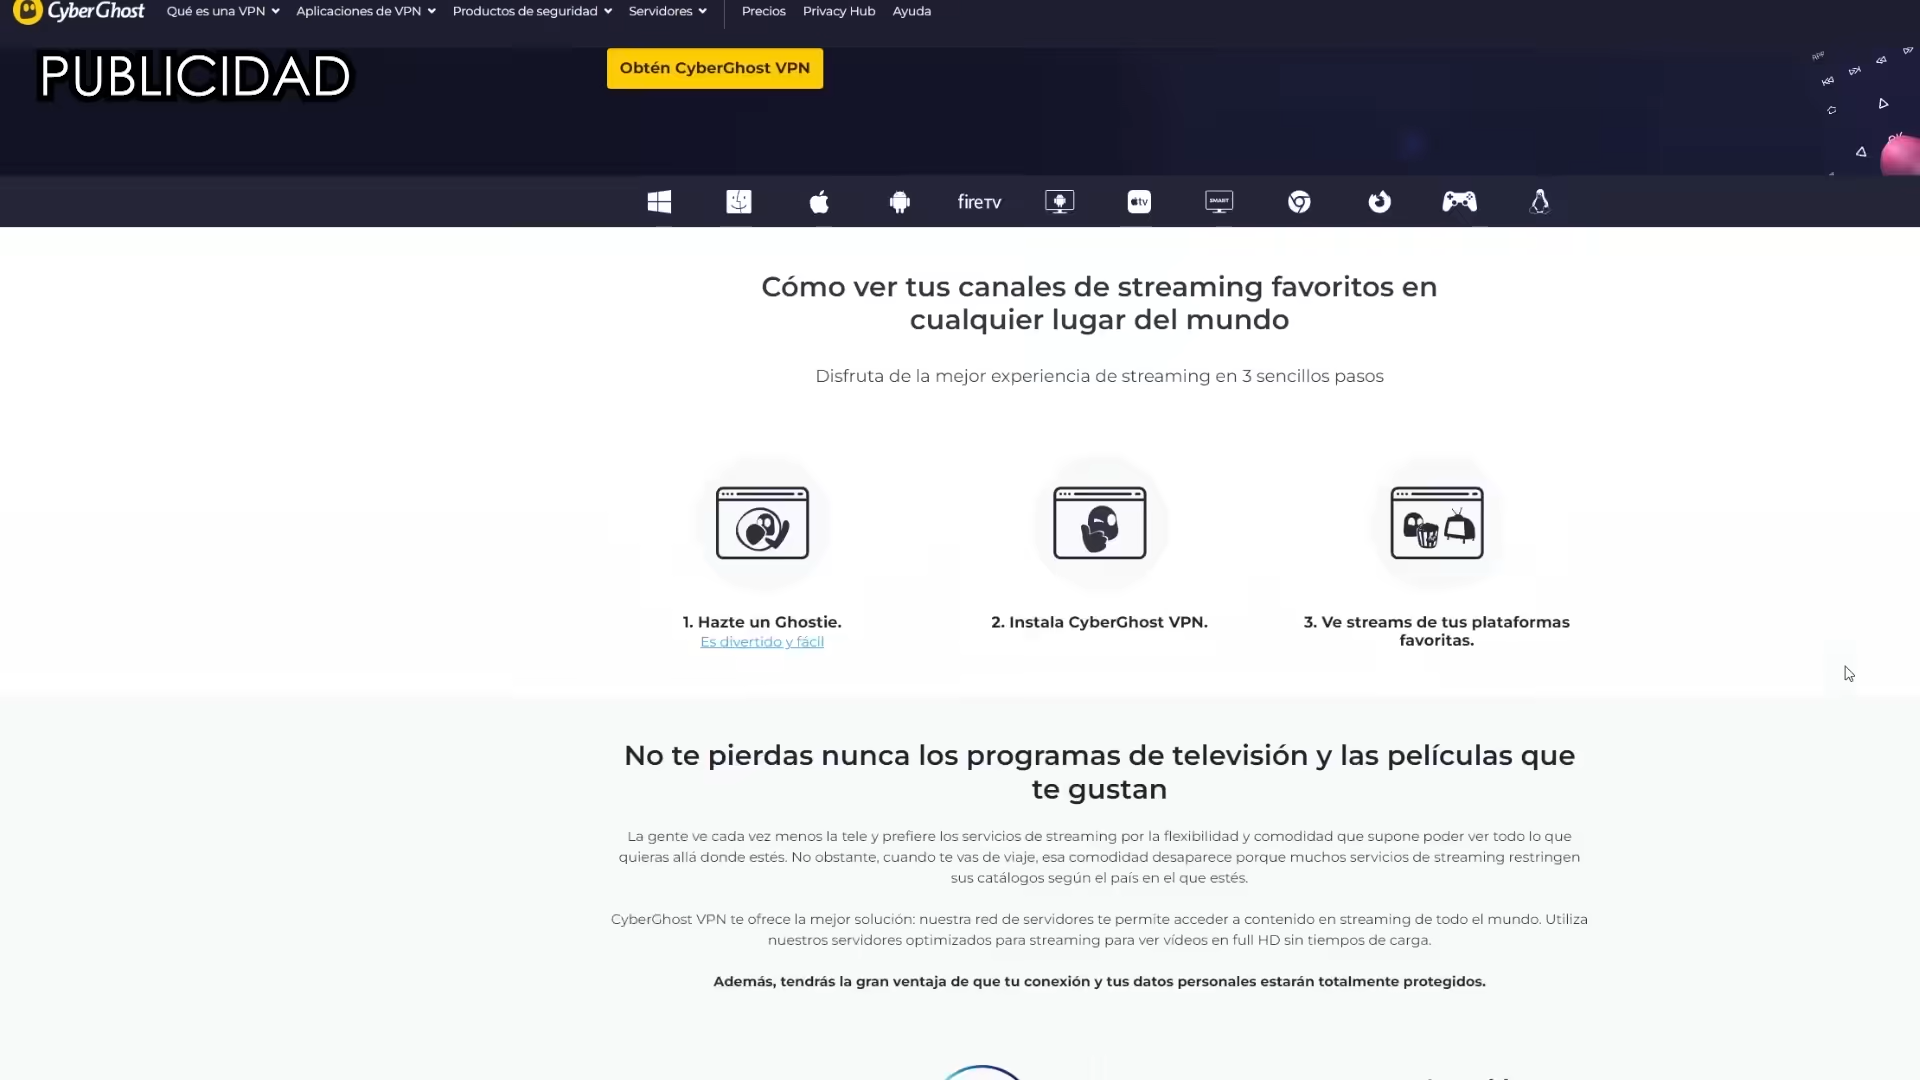 CyberGhost Qué es una VPN Aplicaciones de VPN Productos de seguridad Servidores Precios Privacy Hub Ayuda
PUBLICIDAD
Obtén CyberGhost VPN
fireTV
tv
SMART
Cómo ver tus canales de streaming favoritos en
cualquier lugar del mundo
Disfruta de la mejor experiencia de streaming en 3 sencillos pasos
1. Hazte un Ghostie.
Es divertido y fácil
2. Instala CyberGhost VPN.
3. Ve streams de tus plataformas
favoritas.
No te pierdas nunca los programas de televisión y las películas que
te gustan
La gente ve cada vez menos la tele y prefiere los servicios de streaming por la flexibilidad y comodidad que supone poder ver todo lo que
quieras allá donde estés. No obstante, cuando te vas de viaje, esa comodidad desaparece porque muchos servicios de streaming restringen
sus catálogos según el país en el que estés.
CyberGhost VPN te ofrece la mejor solución: nuestra red de servidores te permite acceder a contenido en streaming de todo el mundo. Utiliza
nuestros servidores optimizados para streaming para ver vídeos en full HD sin tiempos de carga.
Además, tendrás la gran ventaja de que tu conexión y tus datos personales estarán totalmente protegidos.